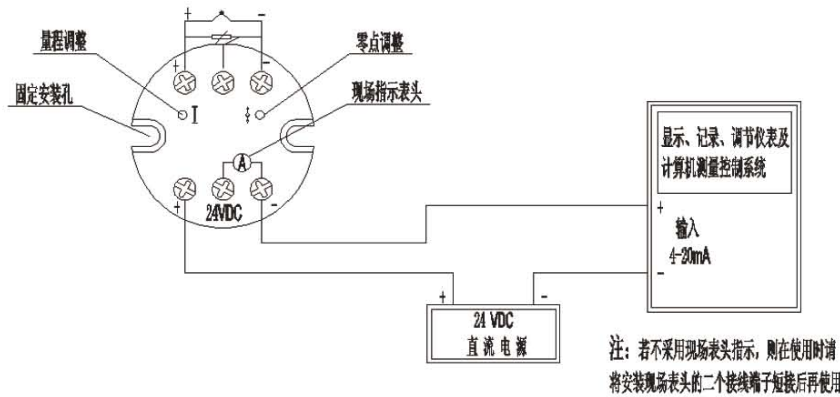 + -
量程调整
零点调整
+ -
固定安装孔
现场指示表头
A
+ -
24VDC
显示、记录、调节仪表及
计算机测量控制系统
+
输入
4-20mA
-
+ -
24 VDC
直流电源
注：若不采用现场表头指示，则在使用时请
将安装现场表头的二个接线端子短接后再使用